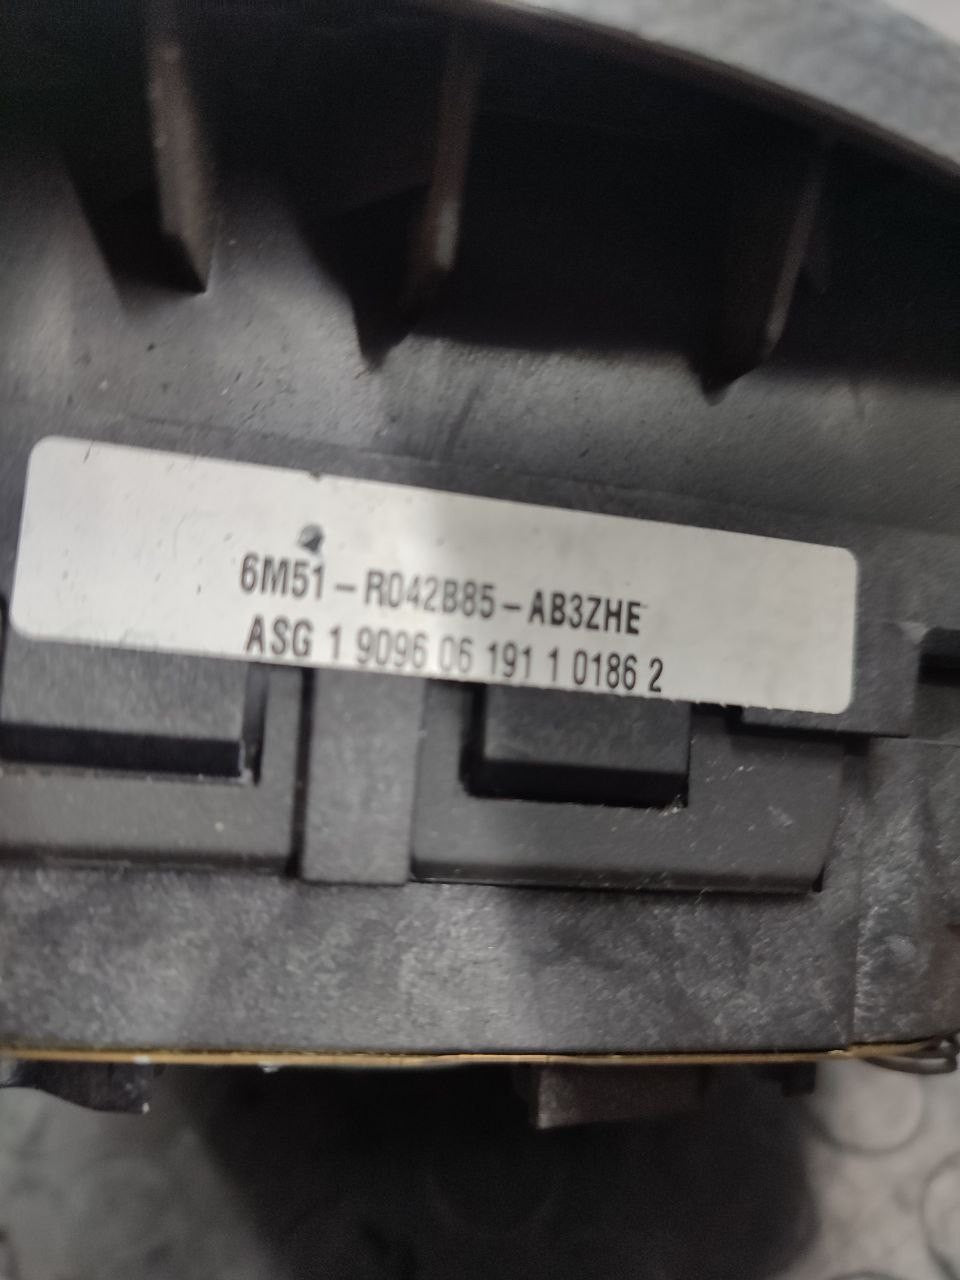 6M51-R042B85-AB3ZHE
ASG 1 9096 06 191 1 0186 2